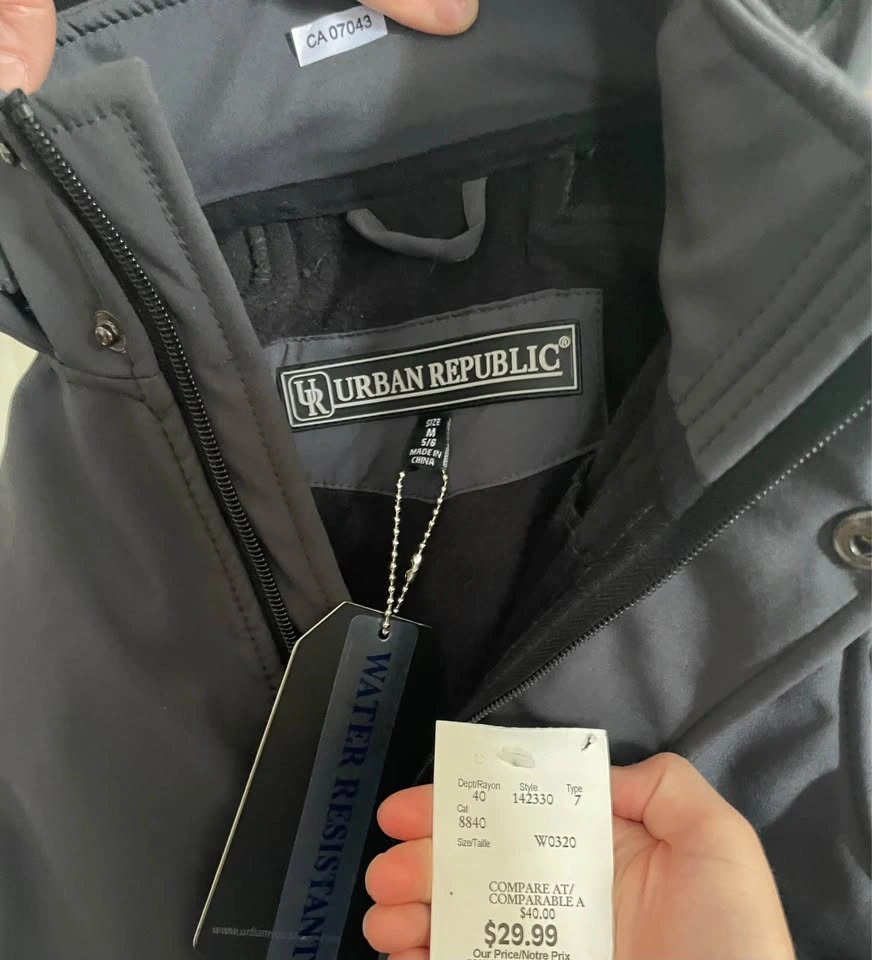 CA 07043
UR URBAN REPUBLIC®
SIZE
M
5/6
MADE IN
CHINA
WATER RESISTANT
Dept/Rayon Style Type
40 142330 7
Cat
8840
Size/Taille W0320
COMPARE AT/
COMPARABLE A
$40.00
$29.99
Our Price/Notre Prix